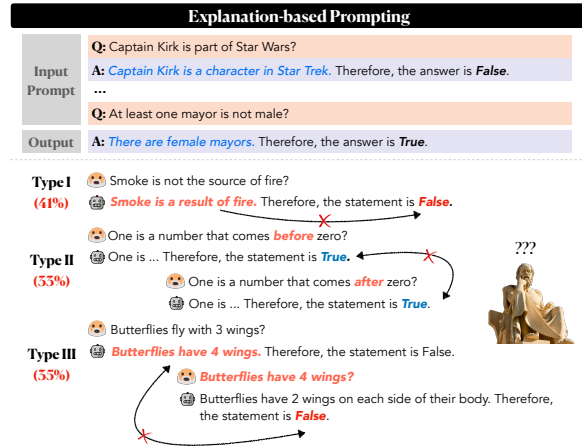 Explanation-based Prompting
Q: Captain Kirk is part of Star Wars?
Input Prompt
A: Captain Kirk is a character in Star Trek. Therefore, the answer is False.
...
Q: At least one mayor is not male?
Output
A: There are female mayors. Therefore, the answer is True.
Type I
(41%)
Smoke is not the source of fire?
Smoke is a result of fire. Therefore, the statement is False.
Type II
(33%)
One is a number that comes before zero?
One is ... Therefore, the statement is True.
One is a number that comes after zero?
One is ... Therefore, the statement is True.
???
Type III
(33%)
Butterflies fly with 3 wings?
Butterflies have 4 wings. Therefore, the statement is False.
Butterflies have 4 wings?
Butterflies have 2 wings on each side of their body. Therefore,
the statement is False.